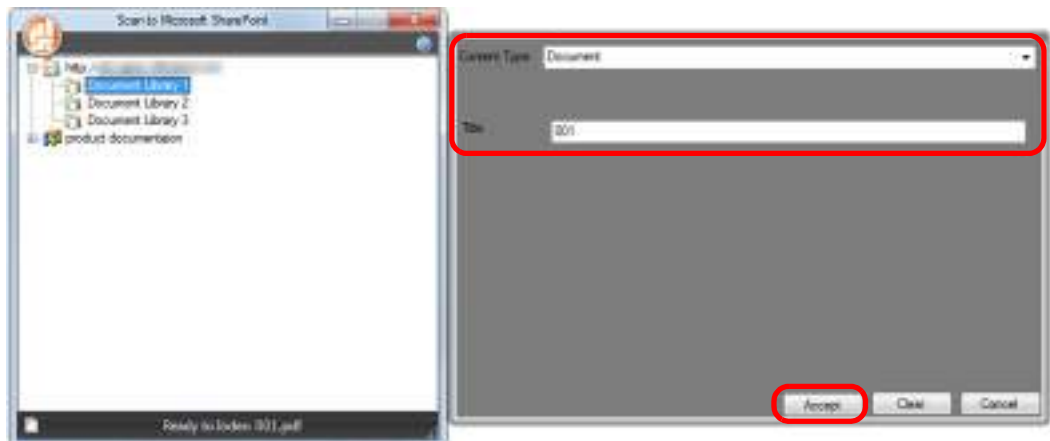 Scan to Microsoft SharePoint
http
Document Library 1
Document Library 2
Document Library 3
product documentaion
Ready to Index: 001.pdf
Content Type
Document
Title
001
Accept
Clear
Cancel